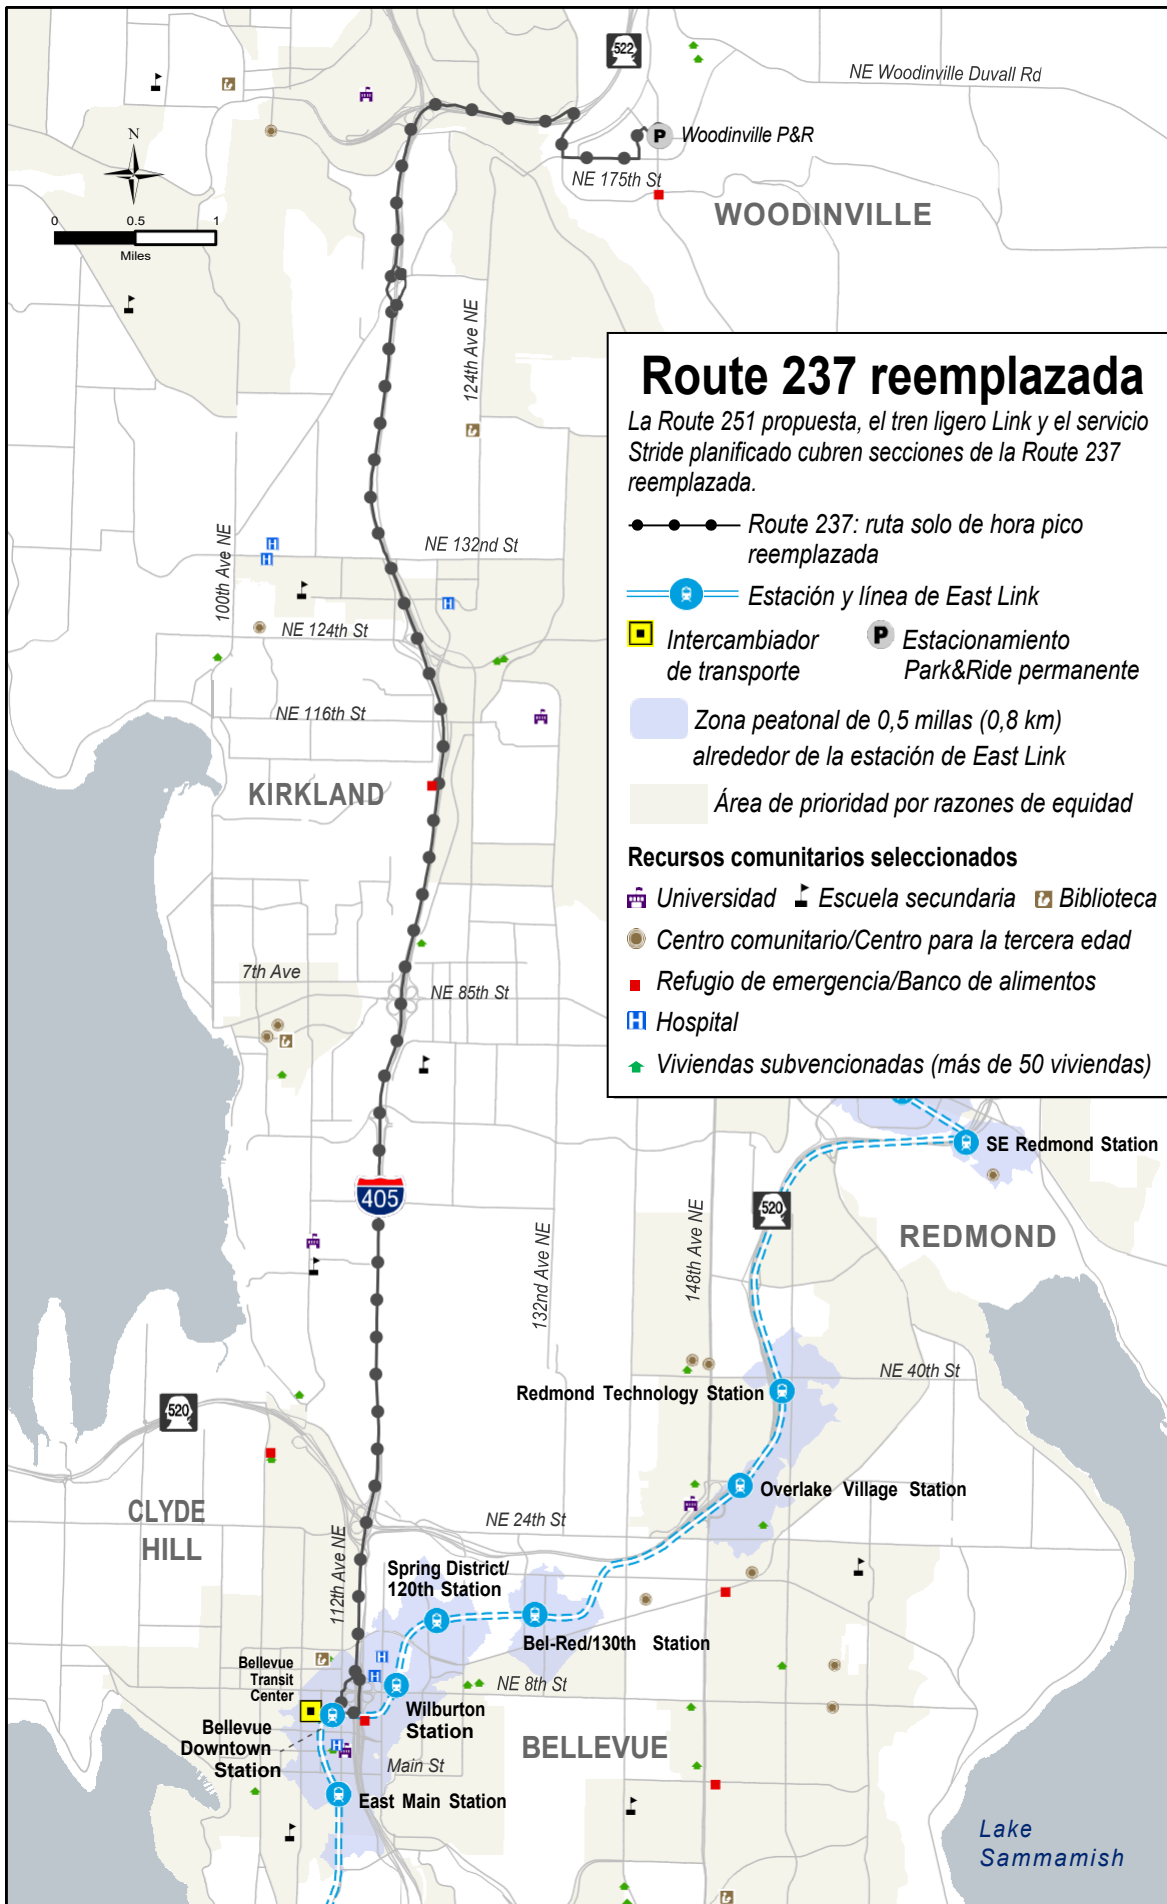 522
NE Woodinville Duvall Rd
Woodinville P&R
P
N
NE 175th St
WOODINVILLE
0 0.5 1
Miles
124th Ave NE
Route 237 reemplazada
La Route 251 propuesta, el tren ligero Link y el servicio
Stride planificado cubren secciones de la Route 237
reemplazada.
Route 237: ruta solo de hora pico
reemplazada
Estación y línea de East Link
Intercambiador
de transporte
P Estacionamiento
Park&Ride permanente
Zona peatonal de 0,5 millas (0,8 km)
alrededor de la estación de East Link
Área de prioridad por razones de equidad
Recursos comunitarios seleccionados
Universidad Escuela secundaria Biblioteca
Centro comunitario/Centro para la tercera edad
Refugio de emergencia/Banco de alimentos
H Hospital
Viviendas subvencionadas (más de 50 viviendas)
100th Ave NE
NE 132nd St
H
H
H
NE 124th St
NE 116th St
KIRKLAND
7th Ave
NE 85th St
SE Redmond Station
405
520
REDMOND
132nd Ave NE
148th Ave NE
NE 40th St
Redmond Technology Station
520
Overlake Village Station
CLYDE
HILL
NE 24th St
112th Ave NE
Spring District/
120th Station
Bel-Red/130th Station
Bellevue
Transit
Center
H
H
NE 8th St
Wilburton
Station
Bellevue
Downtown
Station
BELLEVUE
H
Main St
East Main Station
Lake
Sammamish